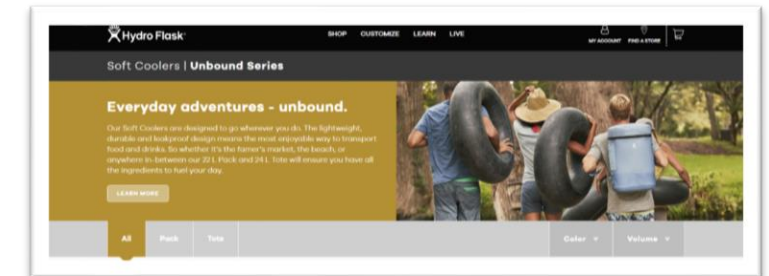 Hydro Flask
SHOP CUSTOMIZE LEARN LIVE
MY ACCOUNT FIND A STORE
Soft Coolers | Unbound Series
Everyday adventures - unbound.
Our Soft Coolers are designed to go wherever you do. The lightweight,
durable and leakproof design means the most enjoyable way to transport
food and drinks. So whether it's the famer's market, the beach, or
anywhere in-between our 22 L Pack and 24 L Tote will ensure you have all
the ingredients to fuel your day.
LEARN MORE
All Pack Tote Color Volume